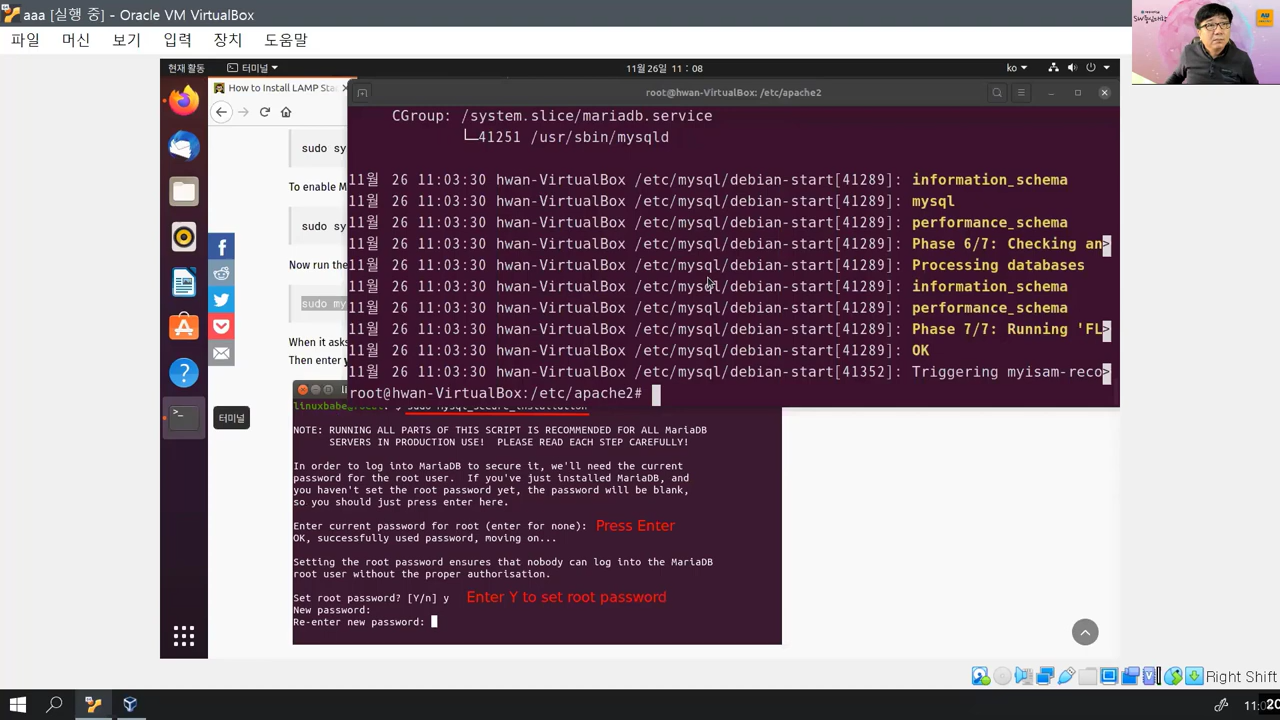 aaa [실행 중] - Oracle VM VirtualBox
파일 머신 보기 입력 장치 도움말
현재 활동 터미널 11월 26일 11 : 08 ko
How to Install LAMP Sta
root@hwan-VirtualBox: /etc/apache2
sudo sy
To enable M
sudo sy
Now run the
sudo my
When it asks
Then enter y
CGroup: /system.slice/mariadb.service
└─41251 /usr/sbin/mysqld
11월 26 11:03:30 hwan-VirtualBox /etc/mysql/debian-start[41289]: information_schema
11월 26 11:03:30 hwan-VirtualBox /etc/mysql/debian-start[41289]: mysql
11월 26 11:03:30 hwan-VirtualBox /etc/mysql/debian-start[41289]: performance_schema
11월 26 11:03:30 hwan-VirtualBox /etc/mysql/debian-start[41289]: Phase 6/7: Checking an>
11월 26 11:03:30 hwan-VirtualBox /etc/mysql/debian-start[41289]: Processing databases
11월 26 11:03:30 hwan-VirtualBox /etc/mysql/debian-start[41289]: information_schema
11월 26 11:03:30 hwan-VirtualBox /etc/mysql/debian-start[41289]: performance_schema
11월 26 11:03:30 hwan-VirtualBox /etc/mysql/debian-start[41289]: Phase 7/7: Running 'FL>
11월 26 11:03:30 hwan-VirtualBox /etc/mysql/debian-start[41289]: OK
11월 26 11:03:30 hwan-VirtualBox /etc/mysql/debian-start[41352]: Triggering myisam-reco>
root@hwan-VirtualBox:/etc/apache2#
터미널
NOTE: RUNNING ALL PARTS OF THIS SCRIPT IS RECOMMENDED FOR ALL MariaDB
SERVERS IN PRODUCTION USE! PLEASE READ EACH STEP CAREFULLY!
In order to log into MariaDB to secure it, we'll need the current
password for the root user. If you've just installed MariaDB, and
you haven't set the root password yet, the password will be blank,
so you should just press enter here.
Enter current password for root (enter for none): Press Enter
OK, successfully used password, moving on...
Setting the root password ensures that nobody can log into the MariaDB
root user without the proper authorisation.
Set root password? [Y/n] y Enter Y to set root password
New password:
Re-enter new password:
Right Shift